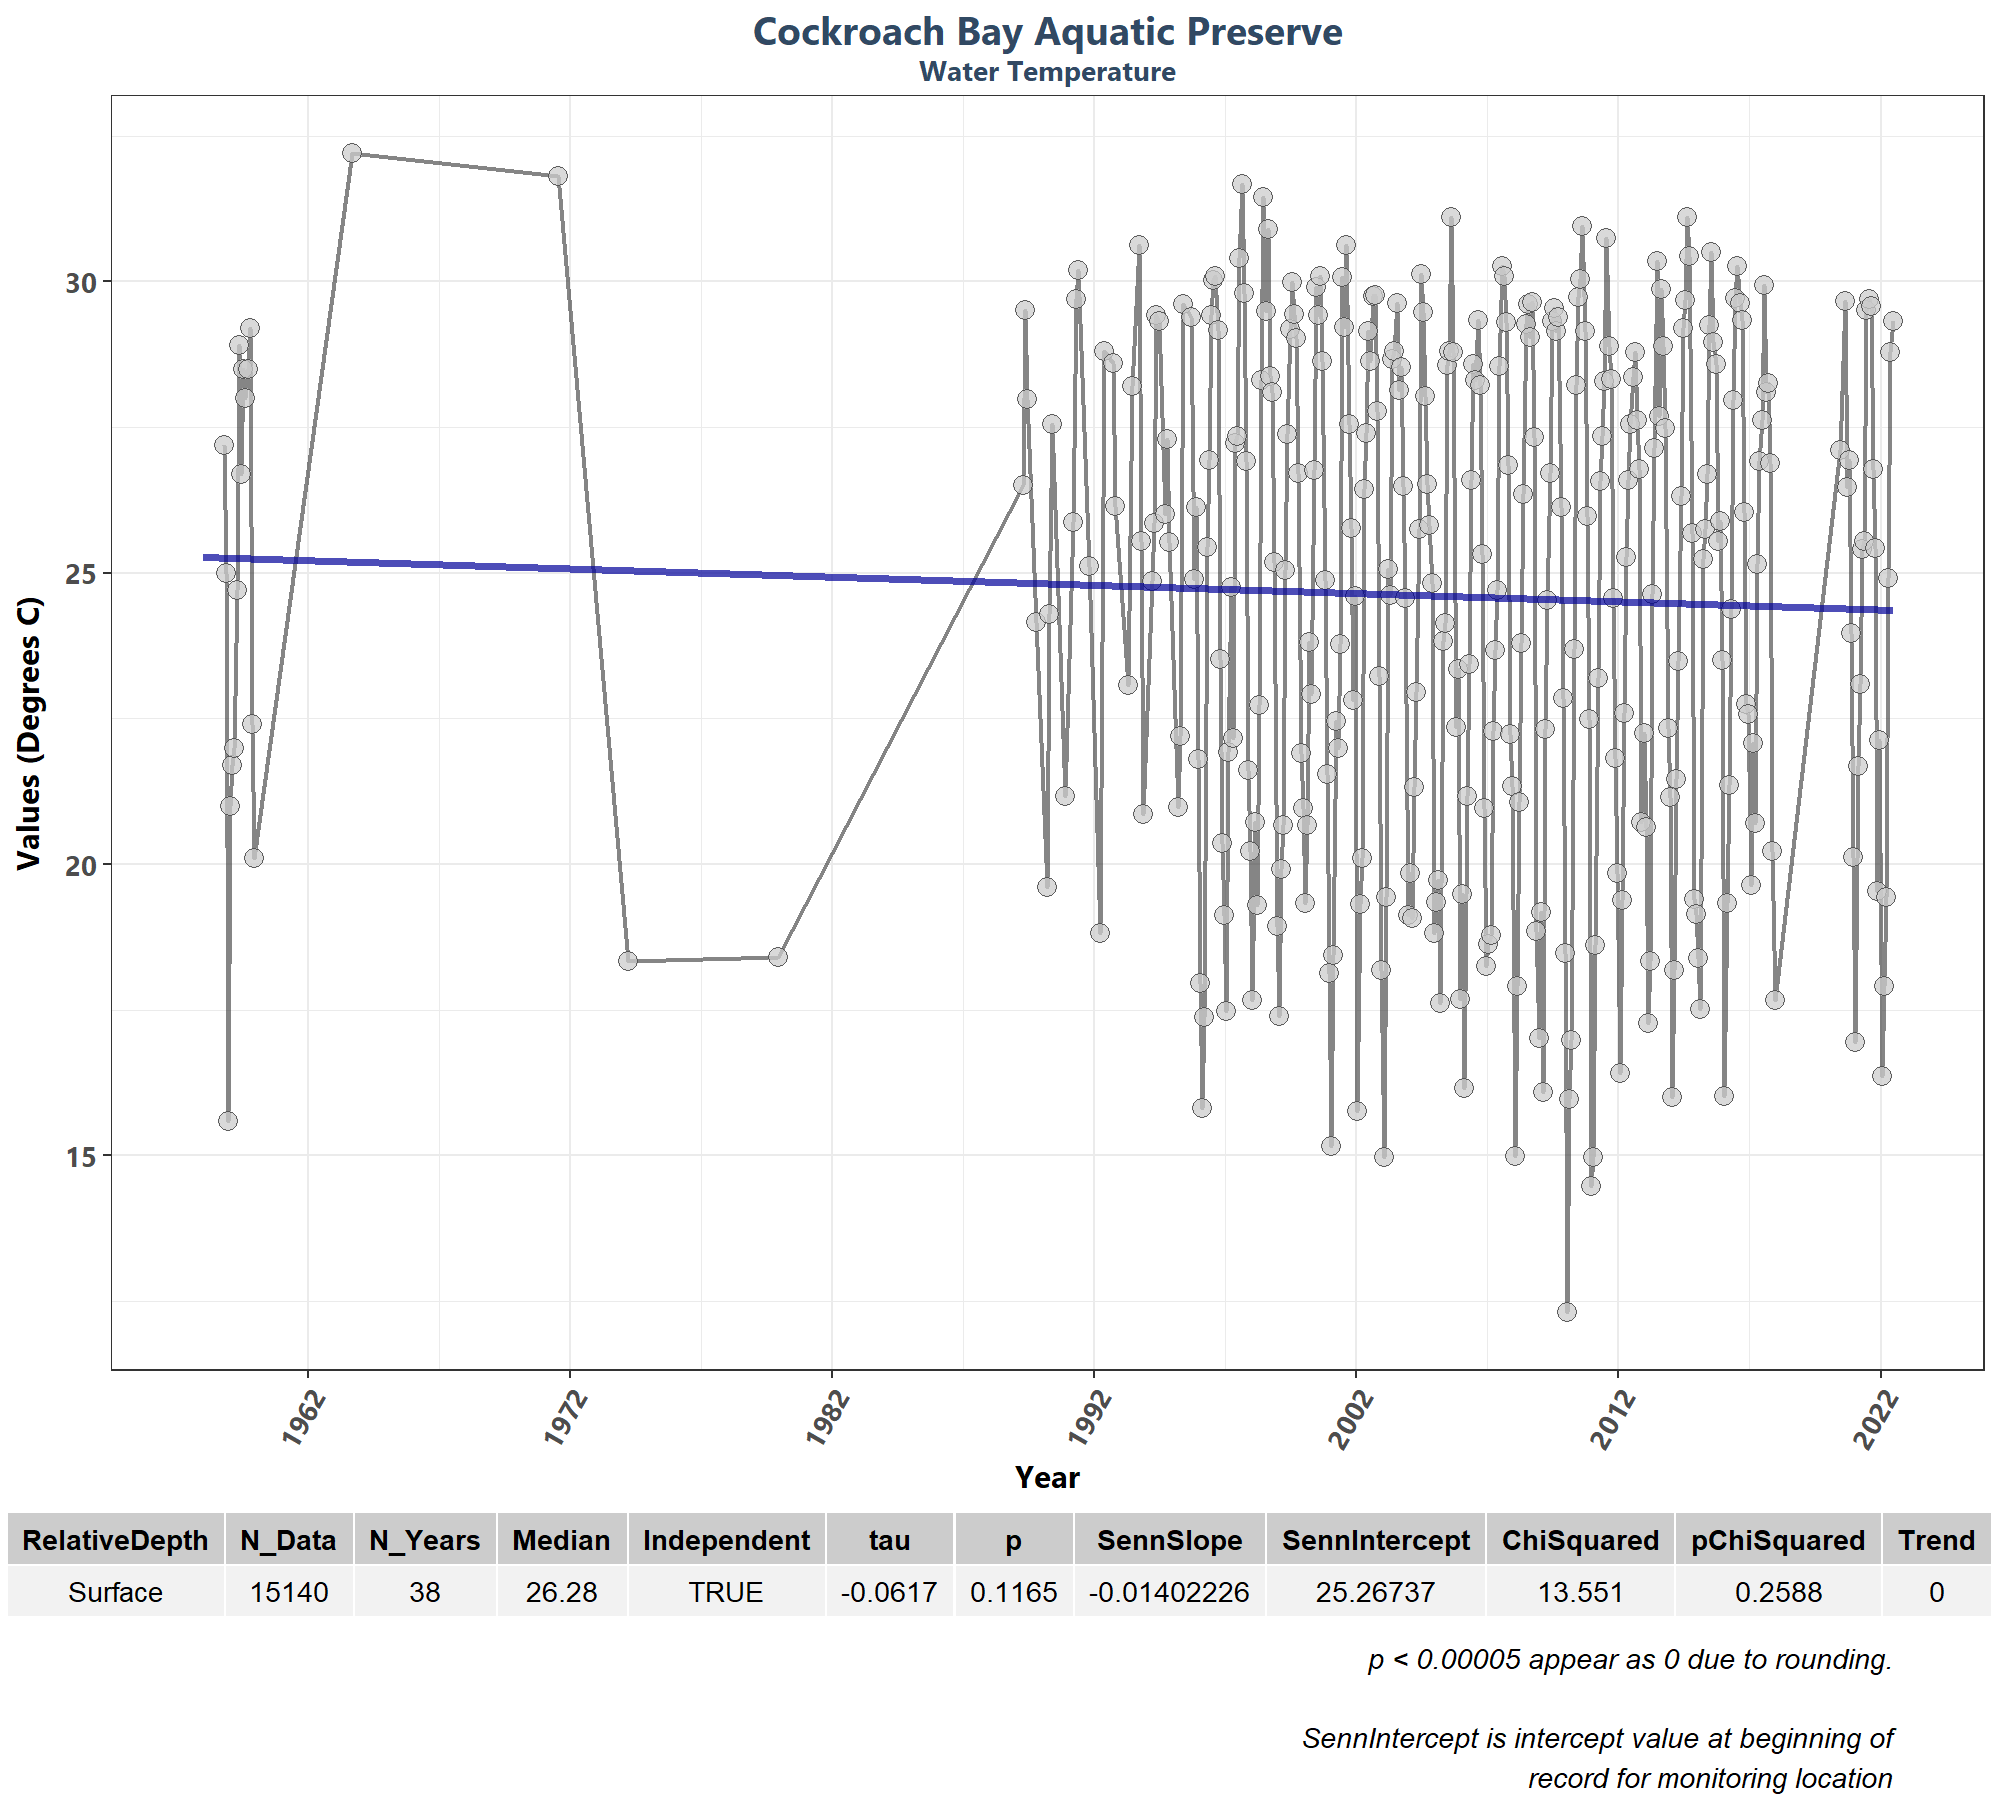 Cockroach Bay Aquatic Preserve
Water Temperature
Values (Degrees C)
30
25
20
15
1962 1972 1982 1992 2002 2012 2022
Year
RelativeDepth N_Data N_Years Median Independent tau p SennSlope SennIntercept ChiSquared pChiSquared Trend
Surface 15140 38 26.28 TRUE -0.0617 0.1165 -0.01402226 25.26737 13.551 0.2588 0
p < 0.00005 appear as 0 due to rounding.
SennIntercept is intercept value at beginning of
record for monitoring location